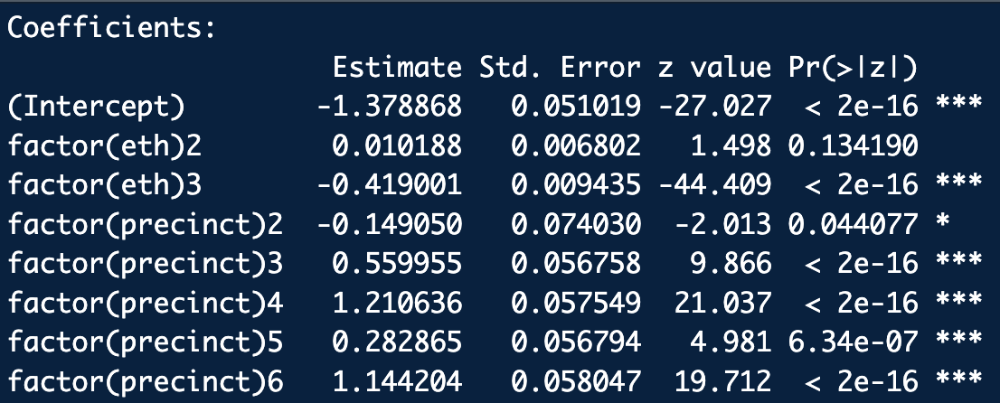 Coefficients:
                     Estimate Std. Error z value Pr(>|z|)
(Intercept)         -1.378868   0.051019 -27.027  < 2e-16 ***
factor(eth)2         0.010188   0.006802   1.498 0.134190
factor(eth)3        -0.419001   0.009435 -44.409  < 2e-16 ***
factor(precinct)2   -0.149050   0.074030  -2.013 0.044077 *
factor(precinct)3    0.559955   0.056758   9.866  < 2e-16 ***
factor(precinct)4    1.210636   0.057549  21.037  < 2e-16 ***
factor(precinct)5    0.282865   0.056794   4.981 6.34e-07 ***
factor(precinct)6    1.144204   0.058047  19.712  < 2e-16 ***